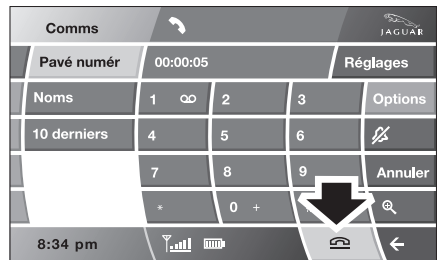 Comms JAGUAR
Pavé numér 00:00:05 Réglages
Noms 1 2 3 Options
10 derniers 4 5 6
7 8 9 Annuler
* 0 +
8:34 pm